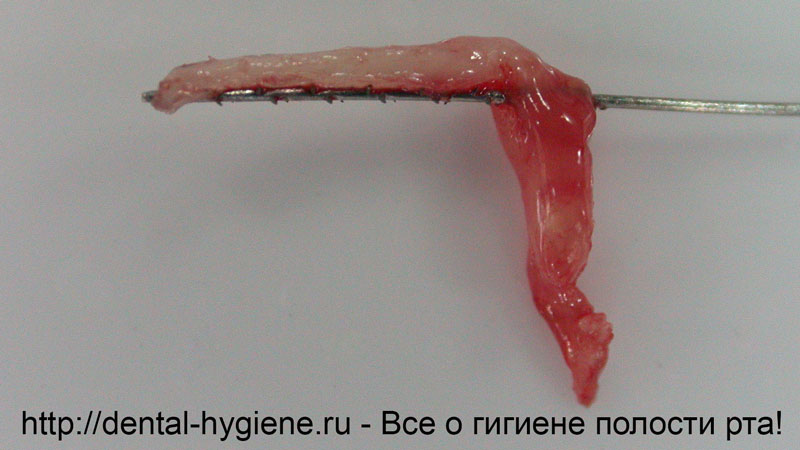 http://dental-hygiene.ru - Все о гигиене полости рта!